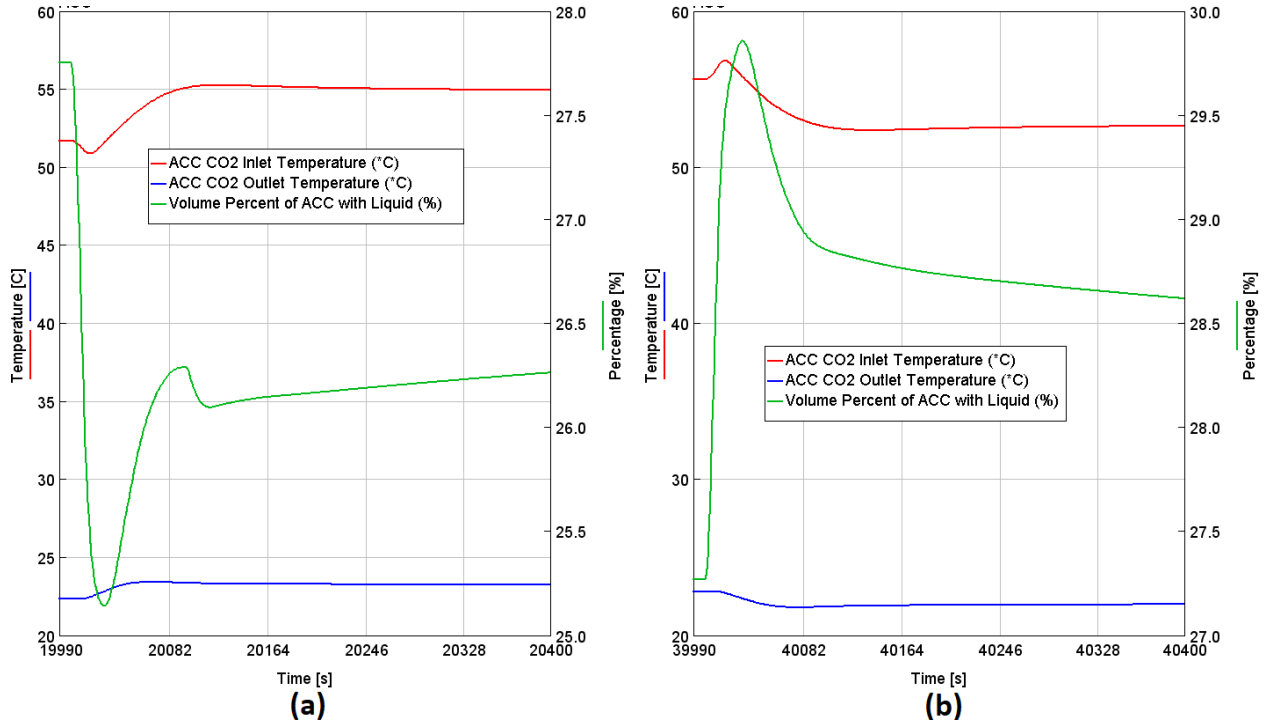 60
55
50
45
40
35
30
25
20
Temperature [C]
28.0
27.5
27.0
26.5
26.0
25.5
25.0
Percentage [%]
ACC CO2 Inlet Temperature (*C)
ACC CO2 Outlet Temperature (*C)
Volume Percent of ACC with Liquid (%)
19990
20082
20164
20246
20328
20400
Time [s]
(a)
60
50
40
30
20
Temperature [C]
30.0
29.5
29.0
28.5
28.0
27.5
27.0
Percentage [%]
ACC CO2 Inlet Temperature (*C)
ACC CO2 Outlet Temperature (*C)
Volume Percent of ACC with Liquid (%)
39990
40082
40164
40246
40328
40400
Time [s]
(b)